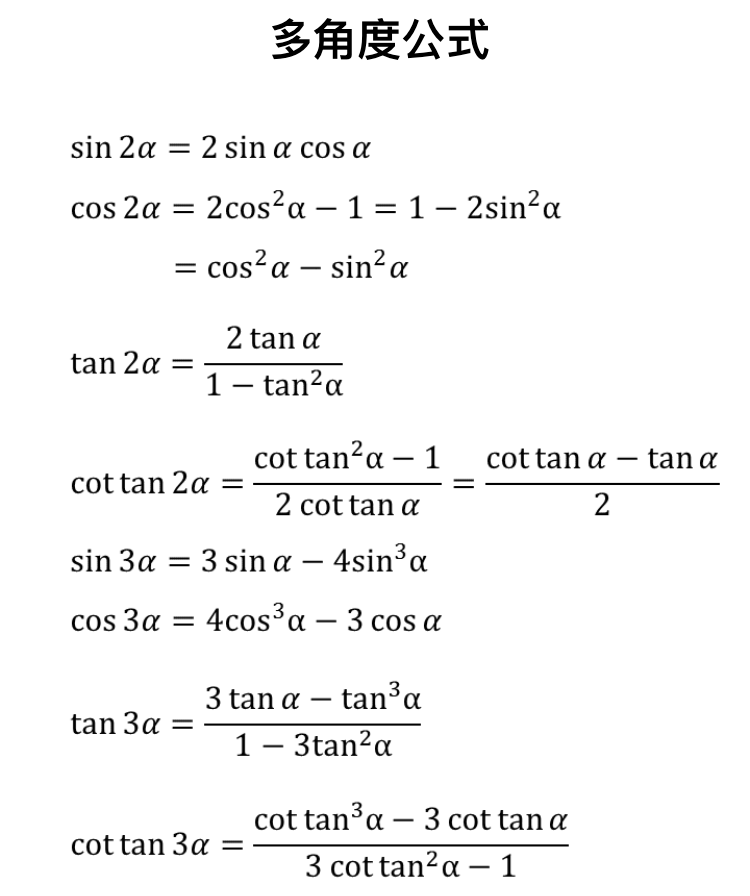 多角度公式
sin 2α = 2 sin α cos α
cos 2α = 2cos²α − 1 = 1 − 2sin²α
= cos²α − sin²α
tan 2α = (2 tan α)/(1 − tan²α)
cot tan 2α = (cot tan²α − 1)/(2 cot tan α) = (cot tan α − tan α)/2
sin 3α = 3 sin α − 4sin³α
cos 3α = 4cos³α − 3 cos α
tan 3α = (3 tan α − tan³α)/(1 − 3tan²α)
cot tan 3α = (cot tan³α − 3 cot tan α)/(3 cot tan²α − 1)